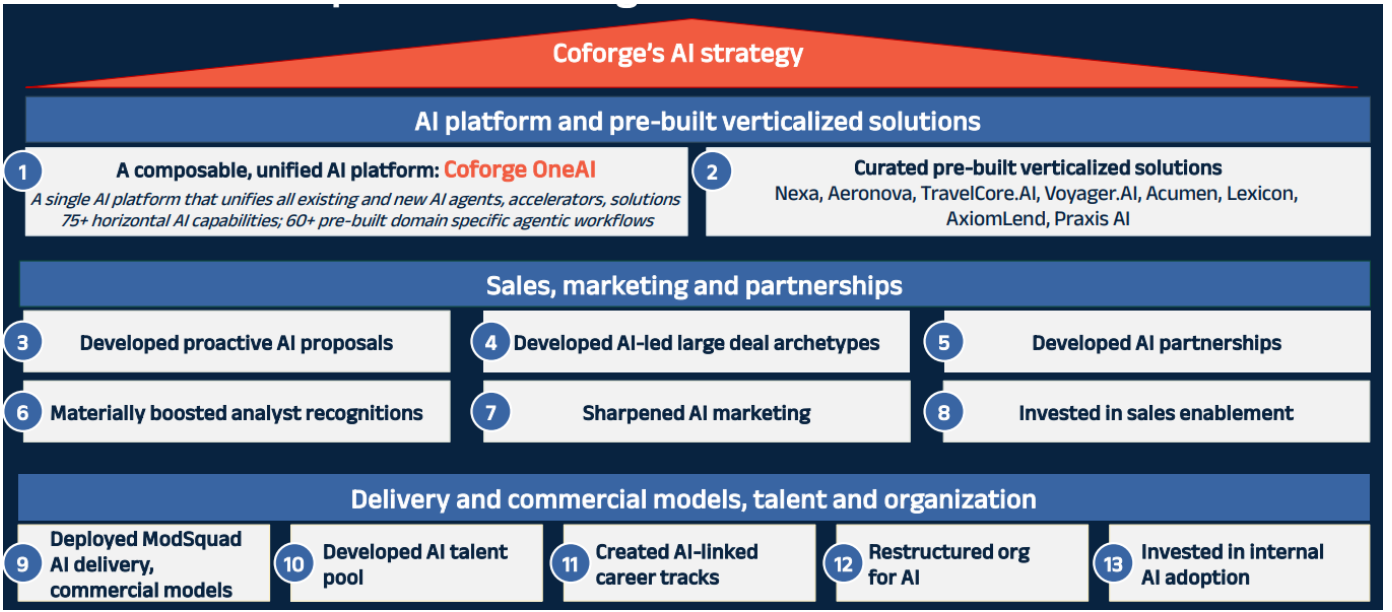 Coforge's AI strategy
AI platform and pre-built verticalized solutions
1
A composable, unified AI platform: Coforge OneAI
A single AI platform that unifies all existing and new AI agents, accelerators, solutions
75+ horizontal AI capabilities; 60+ pre-built domain specific agentic workflows
2
Curated pre-built verticalized solutions
Nexa, Aeronova, TravelCore.AI, Voyager.AI, Acumen, Lexicon,
AxiomLend, Praxis AI
Sales, marketing and partnerships
3
Developed proactive AI proposals
4
Developed AI-led large deal archetypes
5
Developed AI partnerships
6
Materially boosted analyst recognitions
7
Sharpened AI marketing
8
Invested in sales enablement
Delivery and commercial models, talent and organization
9
Deployed ModSquad
AI delivery,
commercial models
10
Developed AI talent
pool
11
Created AI-linked
career tracks
12
Restructured org
for AI
13
Invested in internal
AI adoption